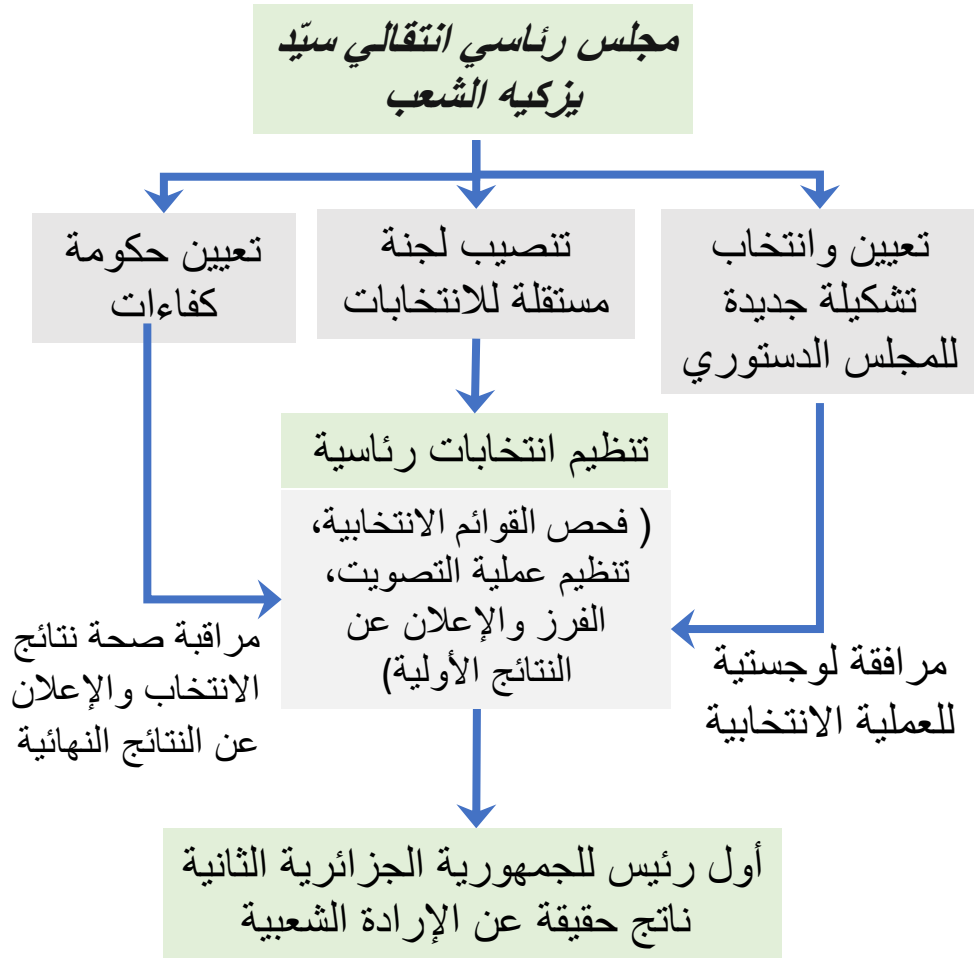 مجلس رئاسي انتقالي سيّد
يزكيه الشعب
تعيين وانتخاب
تشكيلة جديدة
للمجلس الدستوري
تنصيب لجنة
مستقلة للانتخابات
تعيين حكومة
كفاءات
تنظيم انتخابات رئاسية
( فحص القوائم الانتخابية،
تنظيم عملية التصويت،
الفرز والإعلان عن
النتائج الأولية)
مرافقة لوجستية
للعملية الانتخابية
مراقبة صحة نتائج
الانتخاب والإعلان
عن النتائج النهائية
أول رئيس للجمهورية الجزائرية الثانية
ناتج حقيقة عن الإرادة الشعبية